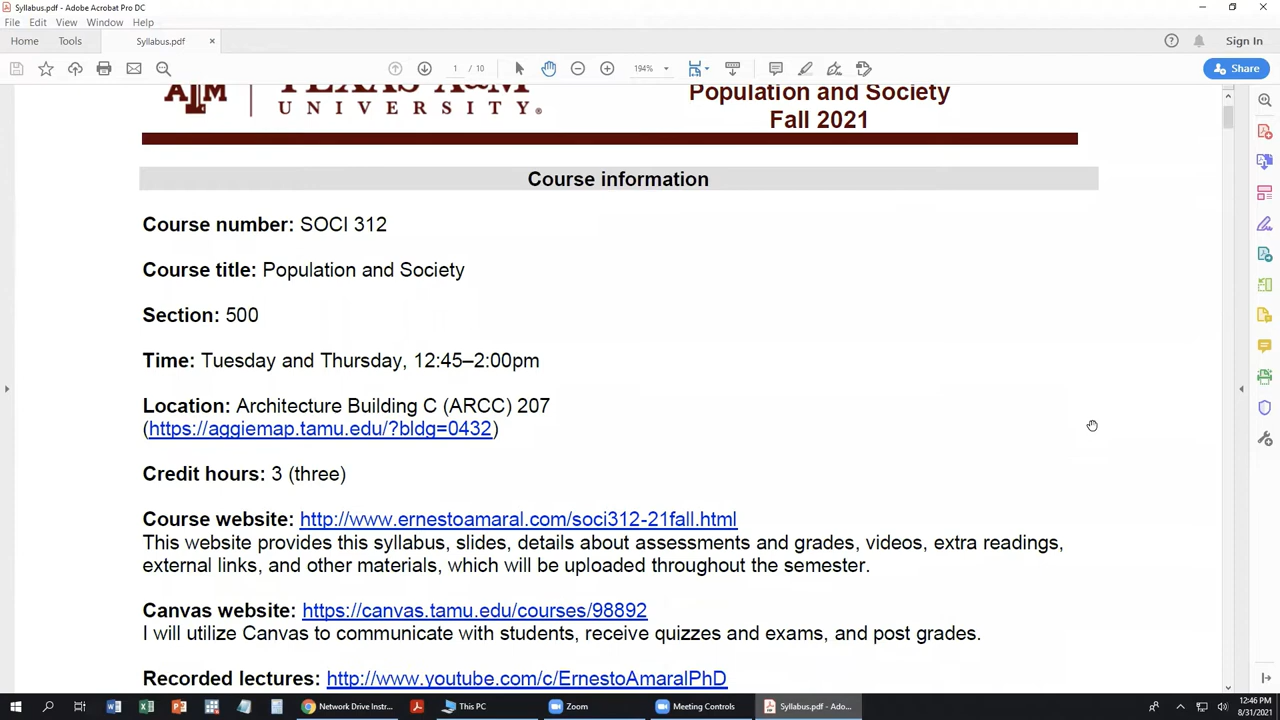 Syllabus.pdf - Adobe Acrobat Pro DC
File Edit View Window Help
Home Tools Syllabus.pdf × Sign In
1 / 10 194% Share
TEXAS A&M
UNIVERSITY®
Population and Society
Fall 2021
Course information
Course number: SOCI 312
Course title: Population and Society
Section: 500
Time: Tuesday and Thursday, 12:45–2:00pm
Location: Architecture Building C (ARCC) 207
(https://aggiemap.tamu.edu/?bldg=0432)
Credit hours: 3 (three)
Course website: http://www.ernestoamaral.com/soci312-21fall.html
This website provides this syllabus, slides, details about assessments and grades, videos, extra readings,
external links, and other materials, which will be uploaded throughout the semester.
Canvas website: https://canvas.tamu.edu/courses/98892
I will utilize Canvas to communicate with students, receive quizzes and exams, and post grades.
Recorded lectures: http://www.youtube.com/c/ErnestoAmaralPhD
Network Drive Instr... This PC Zoom Meeting Controls Syllabus.pdf - Ado...
12:46 PM
8/31/2021